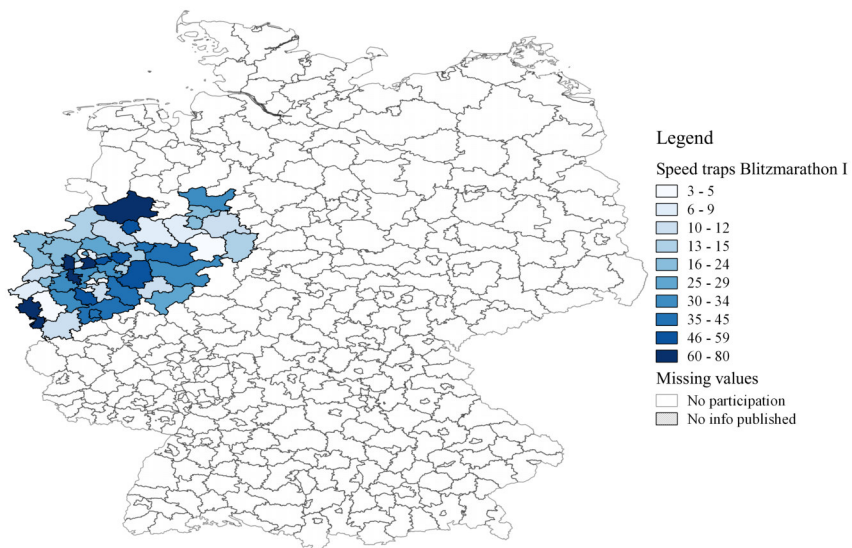 Legend
Speed traps Blitzmarathon I
3 - 5
6 - 9
10 - 12
13 - 15
16 - 24
25 - 29
30 - 34
35 - 45
46 - 59
60 - 80
Missing values
No participation
No info published